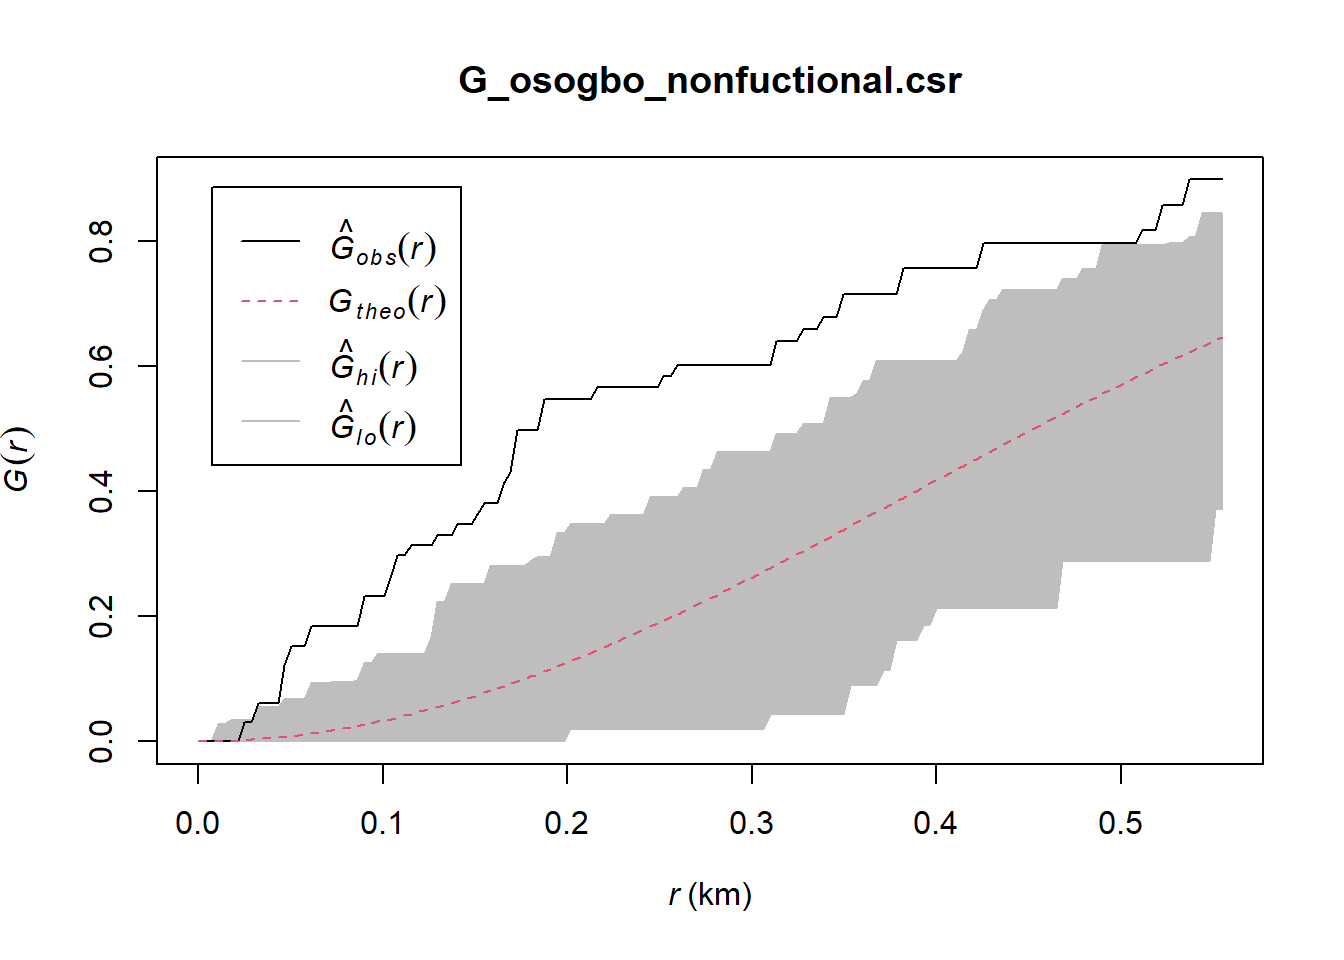 G_osogbo_nonfuctional.csr
Ĝobs(r)
Gtheo(r)
Ĝhi(r)
Ĝlo(r)
G(r)
0.8
0.6
0.4
0.2
0.0
0.0 0.1 0.2 0.3 0.4 0.5
r (km)